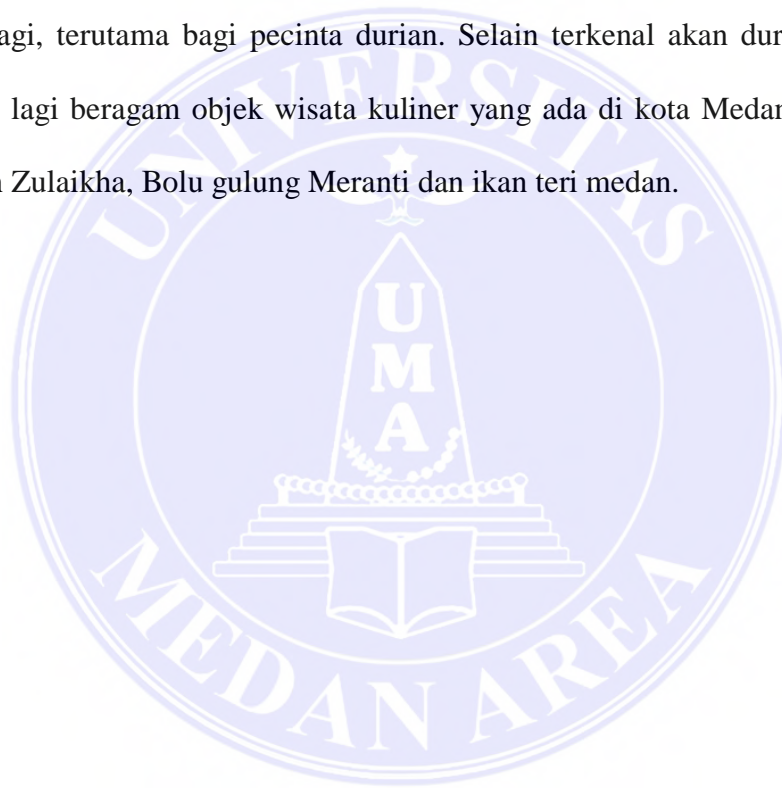 agi, terutama bagi pecinta durian. Selain terkenal akan dur
lagi beragam objek wisata kuliner yang ada di kota Medan
n Zulaikha, Bolu gulung Meranti dan ikan teri medan.
UNIVERSITAS
U
M
A
MEDAN AREA